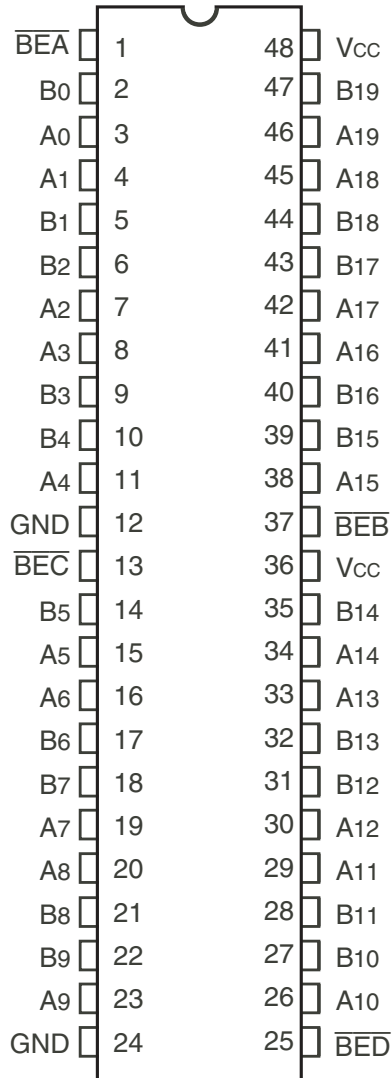 BEA 1 48 VCC
B0 2 47 B19
A0 3 46 A19
A1 4 45 A18
B1 5 44 B18
B2 6 43 B17
A2 7 42 A17
A3 8 41 A16
B3 9 40 B16
B4 10 39 B15
A4 11 38 A15
GND 12 37 BEB
BEC 13 36 VCC
B5 14 35 B14
A5 15 34 A14
A6 16 33 A13
B6 17 32 B13
B7 18 31 B12
A7 19 30 A12
A8 20 29 A11
B8 21 28 B11
B9 22 27 B10
A9 23 26 A10
GND 24 25 BED